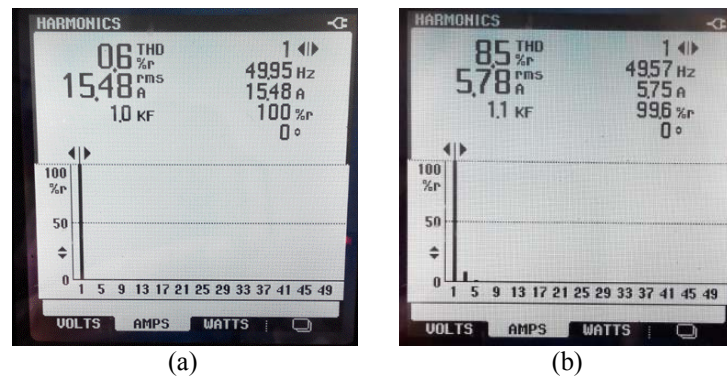 HARMONICS
0,6 THD %r
15,48 rms A
1,0 KF
1
49,95 Hz
15,48 A
100 %r
0 °
100
%r
50
0
1 5 9 13 17 21 25 29 33 37 41 45 49
VOLTS AMPS WATTS
(a)
HARMONICS
8,5 THD %r
5,78 rms A
1,1 KF
1
49,57 Hz
5,75 A
99,6 %r
0 °
100
%r
50
0
1 5 9 13 17 21 25 29 33 37 41 45 49
VOLTS AMPS WATTS
(b)